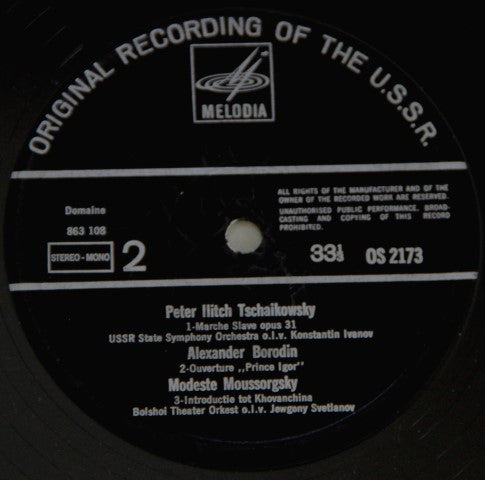 ORIGINAL RECORDING OF THE U.S.S.R.
MELODIA
ALL RIGHTS OF THE MANUFACTURER AND OF THE
OWNER OF THE RECORDED WORK ARE RESERVED.
UNAUTHORISED PUBLIC PERFORMANCE, BROAD-
CASTING AND COPYING OF THIS RECORD
PROHIBITED.
Domaine
863 108
STEREO-MONO 2
33⅓ OS 2173
Peter Ilitch Tschaikowsky
1-Marche Slave opus 31
USSR State Symphony Orchestra o.l.v. Konstantin Ivanov
Alexander Borodin
2-Ouverture „Prince Igor"
Modeste Moussorgsky
3-Introductie tot Khovanchina
Bolshoi Theater Orkest o.l.v. Jewgony Svetlanov